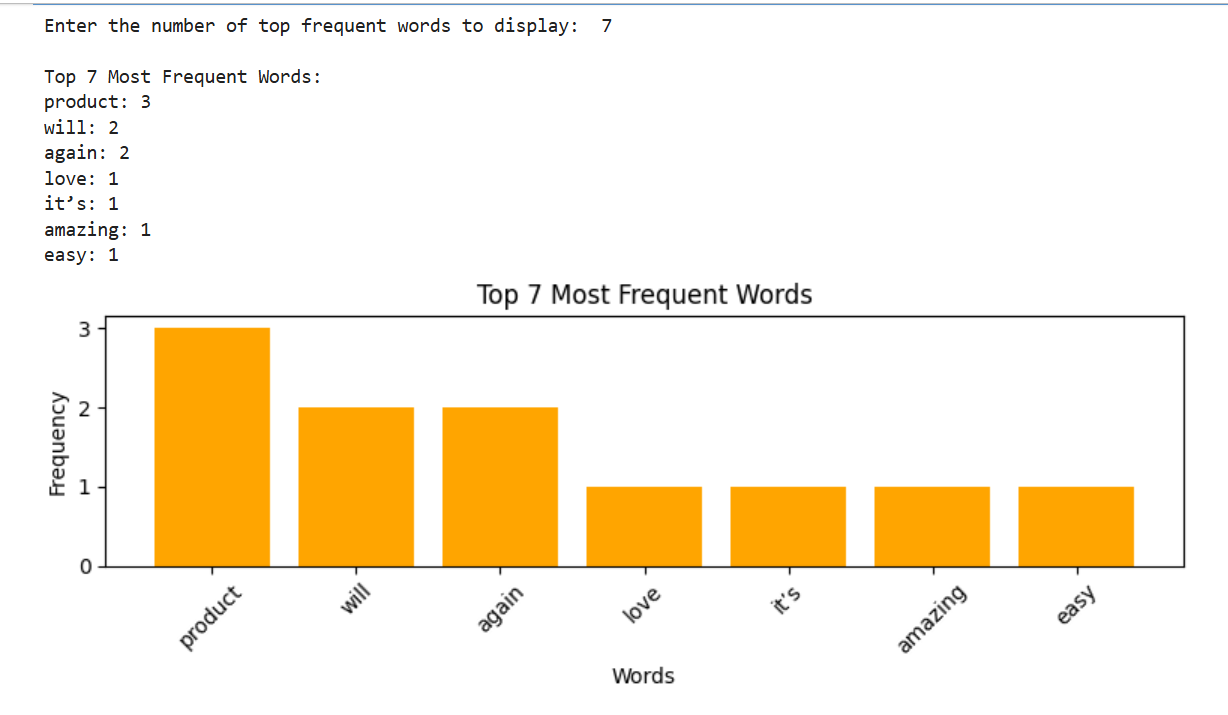 Enter the number of top frequent words to display:  7
Top 7 Most Frequent Words:
product: 3
will: 2
again: 2
love: 1
it’s: 1
amazing: 1
easy: 1
Top 7 Most Frequent Words
3
2
1
0
Frequency
product
will
again
love
it’s
amazing
easy
Words